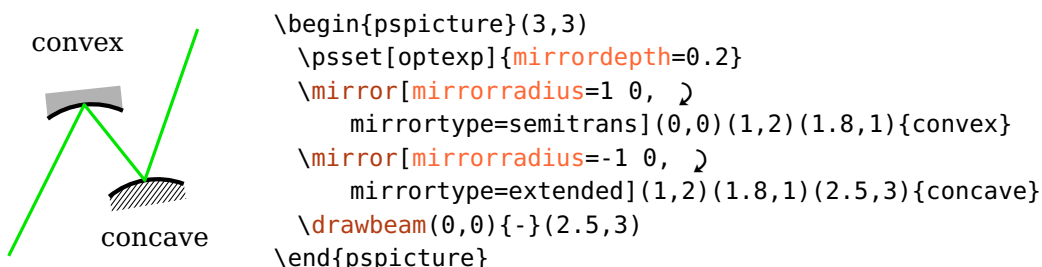 convex
concave
\begin{pspicture}(3,3)
\psset[optexp]{mirrordepth=0.2}
\mirror[mirrorradius=1 0,
mirrortype=semitrans](0,0)(1,2)(1.8,1){convex}
\mirror[mirrorradius=-1 0,
mirrortype=extended](1,2)(1.8,1)(2.5,3){concave}
\drawbeam(0,0){-}(2.5,3)
\end{pspicture}